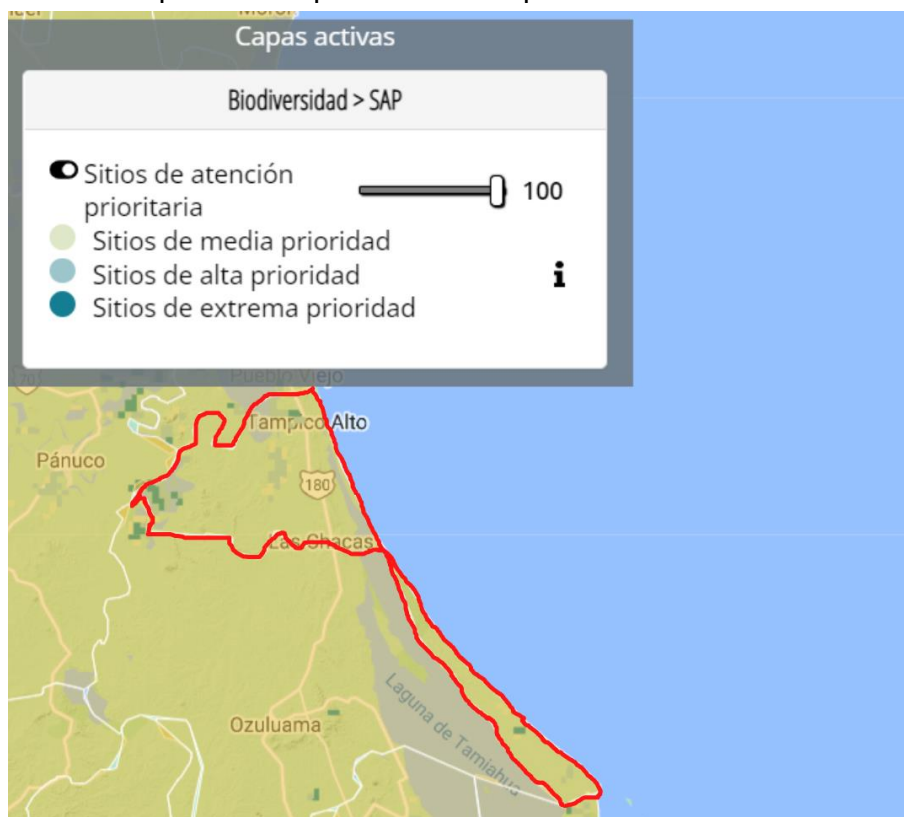 Capas activas
Biodiversidad > SAP
Sitios de atención
prioritaria
100
Sitios de media prioridad
Sitios de alta prioridad
i
Sitios de extrema prioridad
Pueblo Viejo
Tampico Alto
Pánuco
180
Las Chacas
Laguna de Tamiahua
Ozuluama